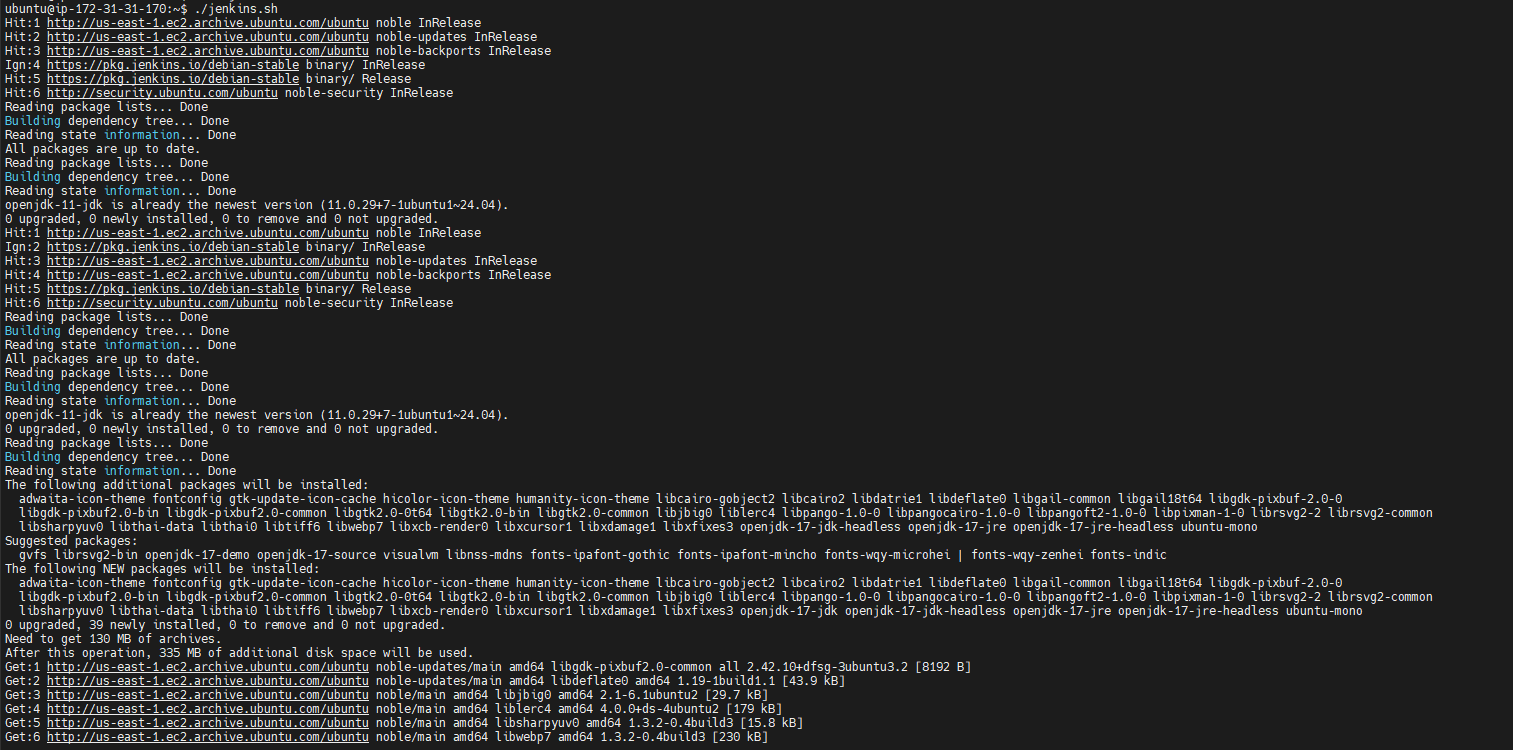 ubuntu@ip-172-31-31-170:~$ ./jenkins.sh
Hit:1 http://us-east-1.ec2.archive.ubuntu.com/ubuntu noble InRelease
Hit:2 http://us-east-1.ec2.archive.ubuntu.com/ubuntu noble-updates InRelease
Hit:3 http://us-east-1.ec2.archive.ubuntu.com/ubuntu noble-backports InRelease
Ign:4 https://pkg.jenkins.io/debian-stable binary/ InRelease
Hit:5 https://pkg.jenkins.io/debian-stable binary/ Release
Hit:6 http://security.ubuntu.com/ubuntu noble-security InRelease
Reading package lists... Done
Building dependency tree... Done
Reading state information... Done
All packages are up to date.
Reading package lists... Done
Building dependency tree... Done
Reading state information... Done
openjdk-11-jdk is already the newest version (11.0.29+7-1ubuntu1~24.04).
0 upgraded, 0 newly installed, 0 to remove and 0 not upgraded.
Hit:1 http://us-east-1.ec2.archive.ubuntu.com/ubuntu noble InRelease
Ign:2 https://pkg.jenkins.io/debian-stable binary/ InRelease
Hit:3 http://us-east-1.ec2.archive.ubuntu.com/ubuntu noble-updates InRelease
Hit:4 http://us-east-1.ec2.archive.ubuntu.com/ubuntu noble-backports InRelease
Hit:5 https://pkg.jenkins.io/debian-stable binary/ Release
Hit:6 http://security.ubuntu.com/ubuntu noble-security InRelease
Reading package lists... Done
Building dependency tree... Done
Reading state information... Done
All packages are up to date.
Reading package lists... Done
Building dependency tree... Done
Reading state information... Done
openjdk-11-jdk is already the newest version (11.0.29+7-1ubuntu1~24.04).
0 upgraded, 0 newly installed, 0 to remove and 0 not upgraded.
Reading package lists... Done
Building dependency tree... Done
Reading state information... Done
The following additional packages will be installed:
  adwaita-icon-theme fontconfig gtk-update-icon-cache hicolor-icon-theme humanity-icon-theme libcairo-gobject2 libcairo2 libdatrie1 libdeflate0 libgail-common libgail18t64 libgdk-pixbuf-2.0-0
  libgdk-pixbuf2.0-bin libgdk-pixbuf2.0-common libgtk2.0-0t64 libgtk2.0-bin libgtk2.0-common libjbig0 liblerc4 libpango-1.0-0 libpangocairo-1.0-0 libpangoft2-1.0-0 libpixman-1-0 librsvg2-2 librsvg2-common
  libsharpyuv0 libthai-data libthai0 libtiff6 libwebp7 libxcb-render0 libxcursor1 libxdamage1 libxfixes3 openjdk-17-jdk-headless openjdk-17-jre openjdk-17-jre-headless ubuntu-mono
Suggested packages:
  gvfs librsvg2-bin openjdk-17-demo openjdk-17-source visualvm libnss-mdns fonts-ipafont-gothic fonts-ipafont-mincho fonts-wqy-microhei | fonts-wqy-zenhei fonts-indic
The following NEW packages will be installed:
  adwaita-icon-theme fontconfig gtk-update-icon-cache hicolor-icon-theme humanity-icon-theme libcairo-gobject2 libcairo2 libdatrie1 libdeflate0 libgail-common libgail18t64 libgdk-pixbuf-2.0-0
  libgdk-pixbuf2.0-bin libgdk-pixbuf2.0-common libgtk2.0-0t64 libgtk2.0-bin libgtk2.0-common libjbig0 liblerc4 libpango-1.0-0 libpangocairo-1.0-0 libpangoft2-1.0-0 libpixman-1-0 librsvg2-2 librsvg2-common
  libsharpyuv0 libthai-data libthai0 libtiff6 libwebp7 libxcb-render0 libxcursor1 libxdamage1 libxfixes3 openjdk-17-jdk openjdk-17-jdk-headless openjdk-17-jre openjdk-17-jre-headless ubuntu-mono
0 upgraded, 39 newly installed, 0 to remove and 0 not upgraded.
Need to get 130 MB of archives.
After this operation, 335 MB of additional disk space will be used.
Get:1 http://us-east-1.ec2.archive.ubuntu.com/ubuntu noble-updates/main amd64 libgdk-pixbuf2.0-common all 2.42.10+dfsg-3ubuntu3.2 [8192 B]
Get:2 http://us-east-1.ec2.archive.ubuntu.com/ubuntu noble-updates/main amd64 libdeflate0 amd64 1.19-1build1.1 [43.9 kB]
Get:3 http://us-east-1.ec2.archive.ubuntu.com/ubuntu noble/main amd64 libjbig0 amd64 2.1-6.1ubuntu2 [29.7 kB]
Get:4 http://us-east-1.ec2.archive.ubuntu.com/ubuntu noble/main amd64 liblerc4 amd64 4.0.0+ds-4ubuntu2 [179 kB]
Get:5 http://us-east-1.ec2.archive.ubuntu.com/ubuntu noble/main amd64 libsharpyuv0 amd64 1.3.2-0.4build3 [15.8 kB]
Get:6 http://us-east-1.ec2.archive.ubuntu.com/ubuntu noble/main amd64 libwebp7 amd64 1.3.2-0.4build3 [230 kB]